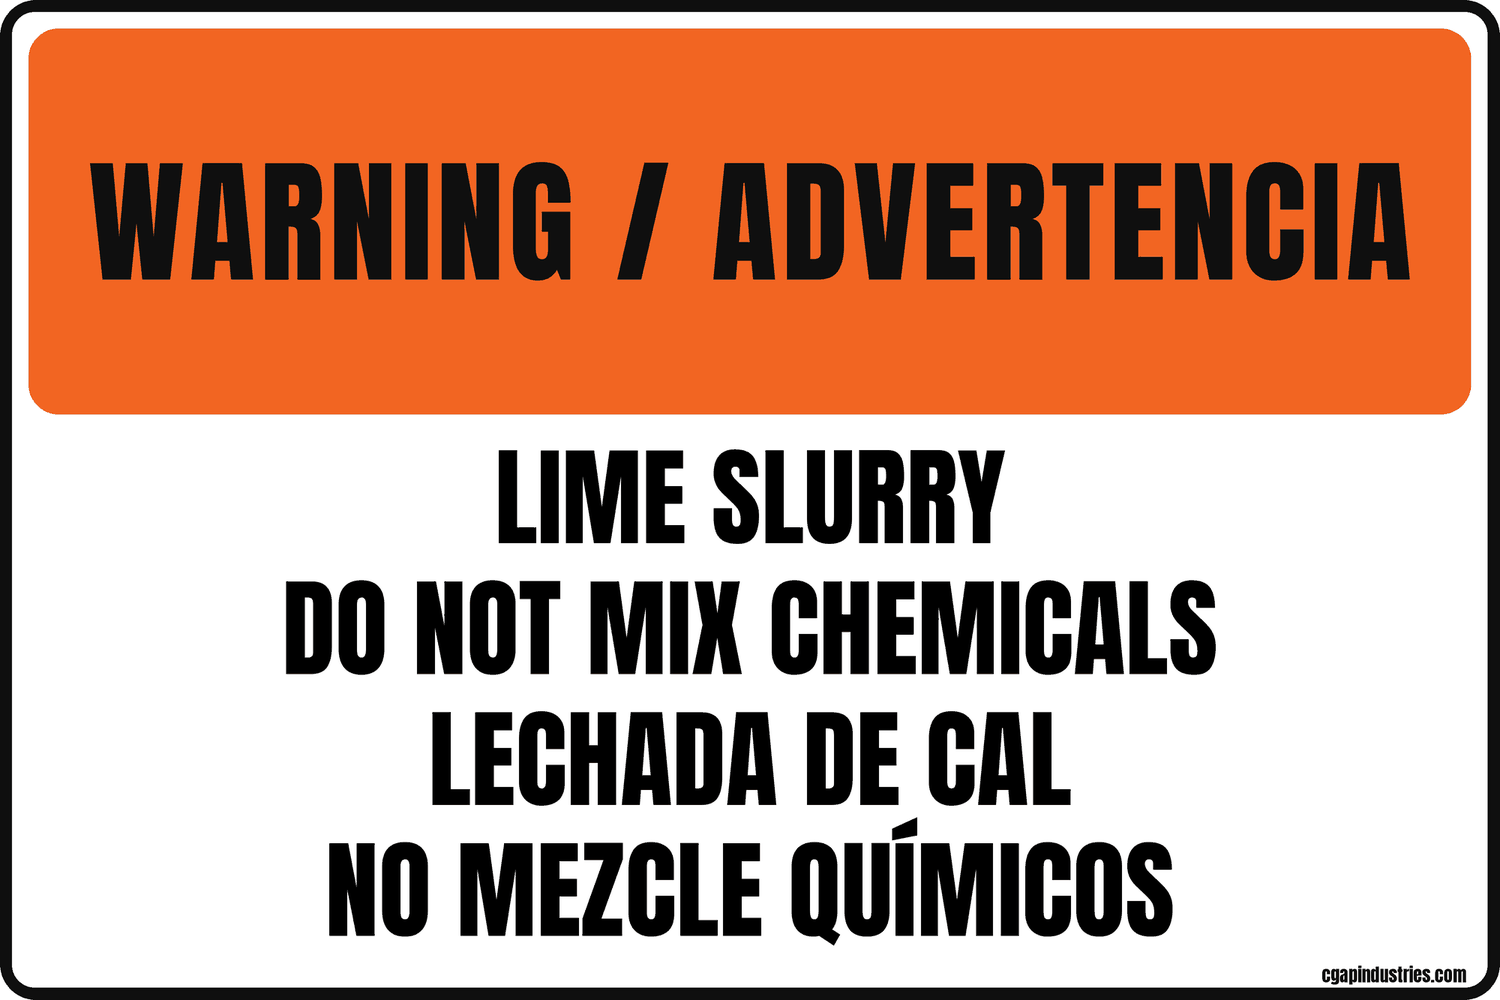 WARNING / ADVERTENCIA
LIME SLURRY
DO NOT MIX CHEMICALS
LECHADA DE CAL
NO MEZCLE QUÍMICOS
cgapindustries.com